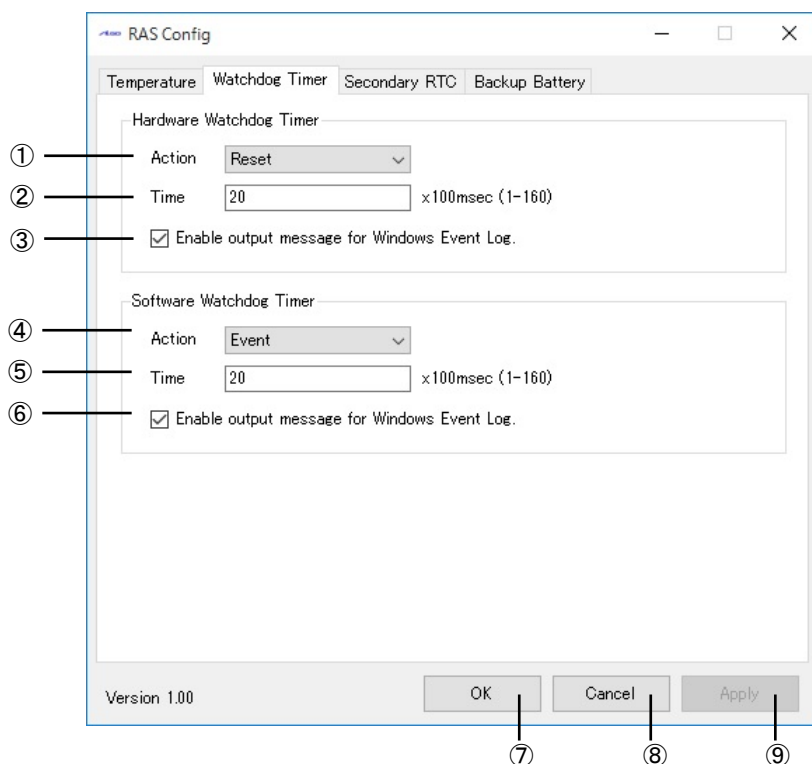 RAS Config
Temperature Watchdog Timer Secondary RTC Backup Battery
Hardware Watchdog Timer
① Action Reset
② Time 20 x100msec (1-160)
③ Enable output message for Windows Event Log.
Software Watchdog Timer
④ Action Event
⑤ Time 20 x100msec (1-160)
⑥ Enable output message for Windows Event Log.
Version 1.00 OK Cancel Apply
⑦ ⑧ ⑨